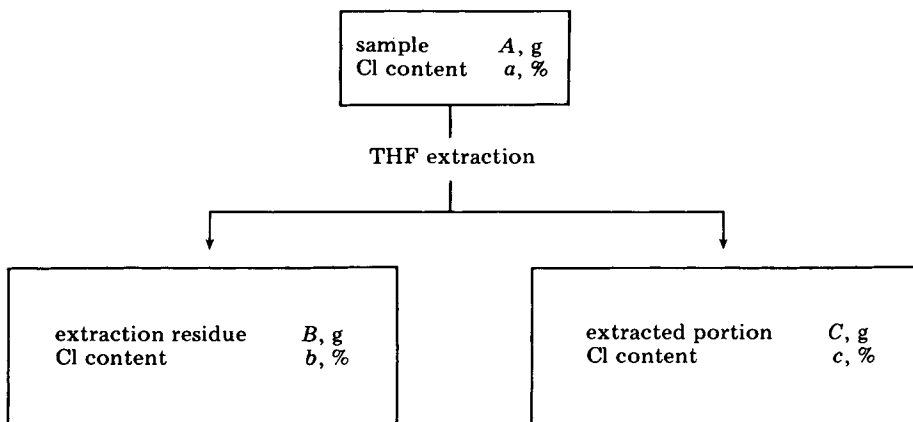 sample A, g
Cl content a, %
THF extraction
extraction residue B, g
Cl content b, %
extracted portion C, g
Cl content c, %